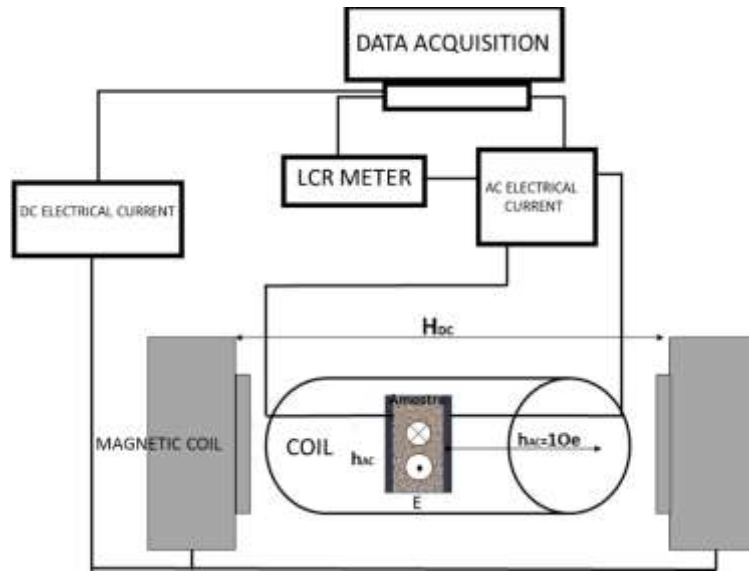 DATA ACQUISITION
LCR METER
AC ELECTRICAL
CURRENT
DC ELECTRICAL CURRENT
HDC
Amostra
MAGNETIC COIL
COIL
hAC
hAC=1Oe
E